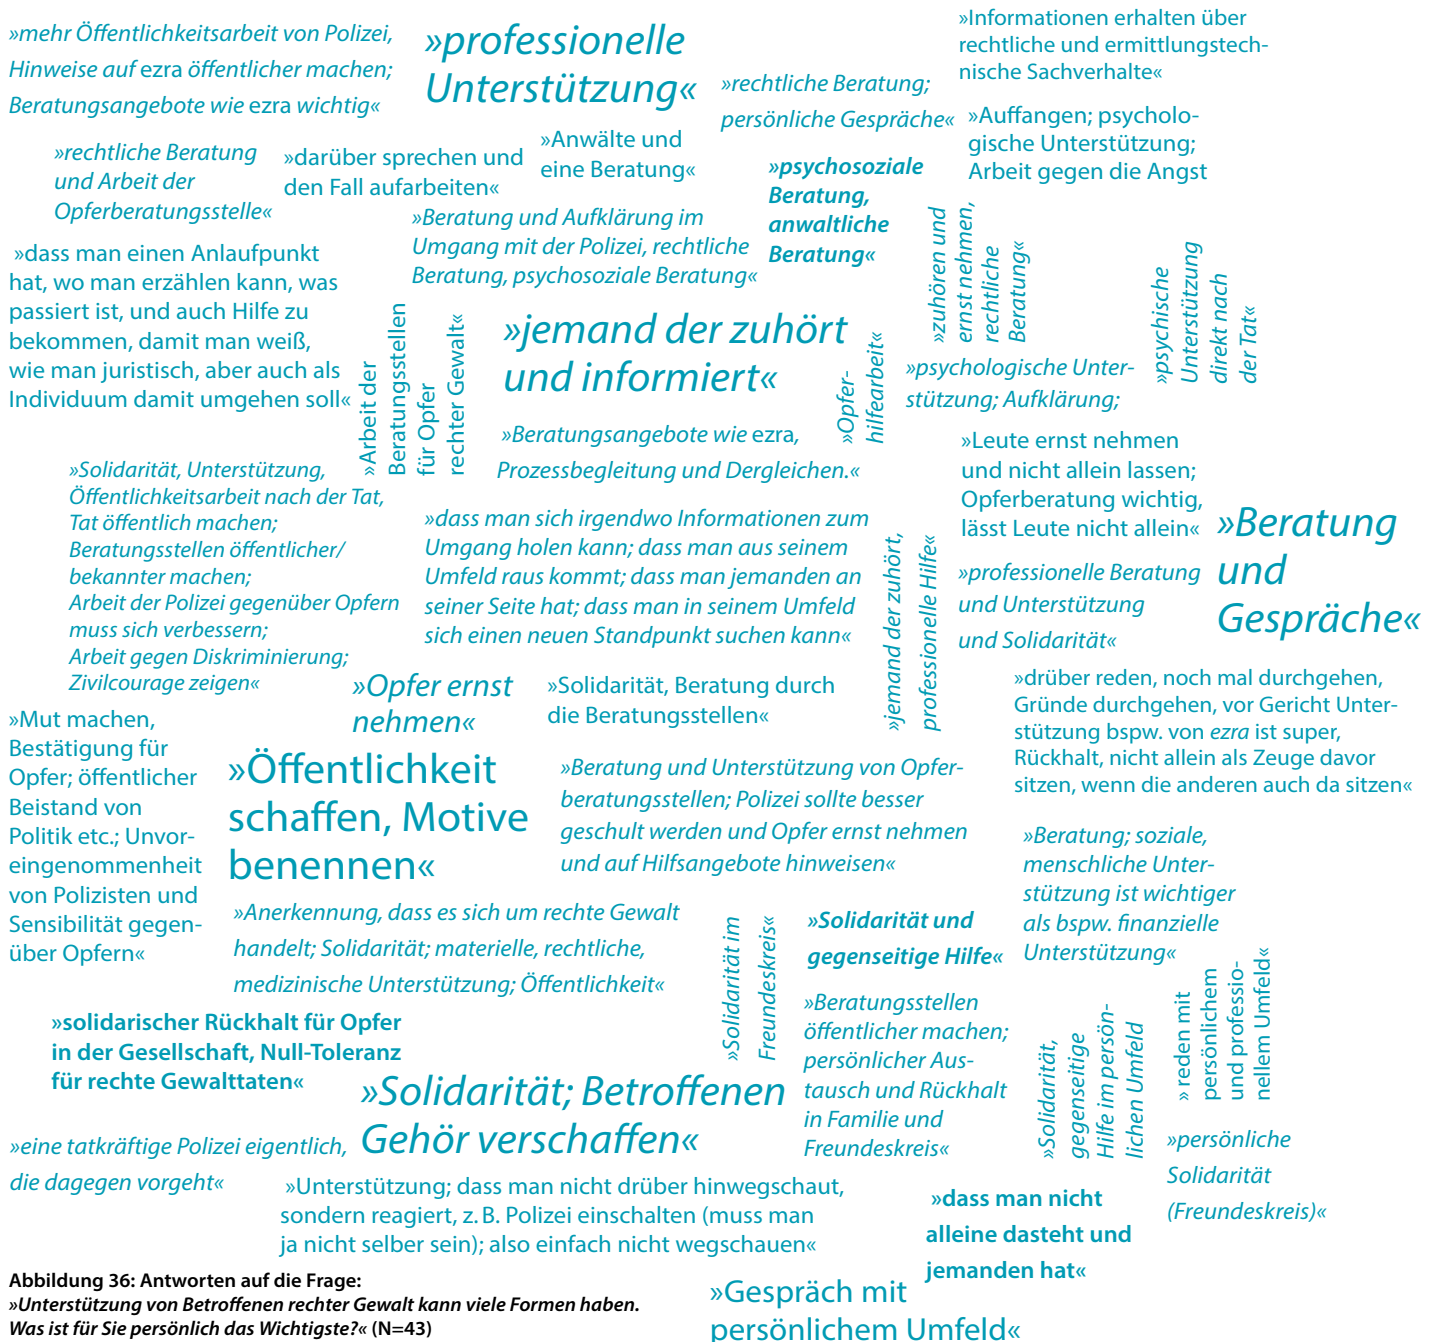 »mehr Öffentlichkeitsarbeit von Polizei,
Hinweise auf ezra öffentlicher machen;
Beratungsangebote wie ezra wichtig«
»professionelle
Unterstützung«
»Informationen erhalten über
rechtliche und ermittlungstech-
nische Sachverhalte«
»rechtliche Beratung;
persönliche Gespräche«
»Auffangen; psycholo-
gische Unterstützung;
Arbeit gegen die Angst
»rechtliche Beratung
und Arbeit der
Opferberatungsstelle«
»darüber sprechen und
den Fall aufarbeiten«
»Anwälte und
eine Beratung«
»psychosoziale
Beratung,
anwaltliche
Beratung«
»Beratung und Aufklärung im
Umgang mit der Polizei, rechtliche
Beratung, psychosoziale Beratung«
»zuhören und
ernst nehmen,
rechtliche
Beratung«
»psychische
Unterstützung
direkt nach
der Tat«
»dass man einen Anlaufpunkt
hat, wo man erzählen kann, was
passiert ist, und auch Hilfe zu
bekommen, damit man weiß,
wie man juristisch, aber auch als
Individuum damit umgehen soll«
»Arbeit der
Beratungsstellen
für Opfer
rechter Gewalt«
»jemand der zuhört
und informiert«
»Opfer-
hilfearbeit«
»psychologische Unter-
stützung; Aufklärung;
»Beratungsangebote wie ezra,
Prozessbegleitung und Dergleichen.«
»Leute ernst nehmen
und nicht allein lassen;
Opferberatung wichtig,
lässt Leute nicht allein«
»Solidarität, Unterstützung,
Öffentlichkeitsarbeit nach der Tat,
Tat öffentlich machen;
Beratungsstellen öffentlicher/
bekannter machen;
Arbeit der Polizei gegenüber Opfern
muss sich verbessern;
Arbeit gegen Diskriminierung;
Zivilcourage zeigen«
»dass man sich irgendwo Informationen zum
Umgang holen kann; dass man aus seinem
Umfeld raus kommt; dass man jemanden an
seiner Seite hat; dass man in seinem Umfeld
sich einen neuen Standpunkt suchen kann«
»jemand der zuhört,
professionelle Hilfe«
»Beratung
und
Gespräche«
»professionelle Beratung
und Unterstützung
und Solidarität«
»Opfer ernst
nehmen«
»Solidarität, Beratung durch
die Beratungsstellen«
»drüber reden, noch mal durchgehen,
Gründe durchgehen, vor Gericht Unter-
stützung bspw. von ezra ist super,
Rückhalt, nicht allein als Zeuge davor
sitzen, wenn die anderen auch da sitzen«
»Mut machen,
Bestätigung für
Opfer; öffentlicher
Beistand von
Politik etc.; Unvor-
eingenommenheit
von Polizisten und
Sensibilität gegen-
über Opfern«
»Öffentlichkeit
schaffen, Motive
benennen«
»Beratung und Unterstützung von Opfer-
beratungsstellen; Polizei sollte besser
geschult werden und Opfer ernst nehmen
und auf Hilfsangebote hinweisen«
»Beratung; soziale,
menschliche Unter-
stützung ist wichtiger
als bspw. finanzielle
Unterstützung«
»Anerkennung, dass es sich um rechte Gewalt
handelt; Solidarität; materielle, rechtliche,
medizinische Unterstützung; Öffentlichkeit«
»Solidarität im
Freundeskreis«
»Solidarität und
gegenseitige Hilfe«
»solidarischer Rückhalt für Opfer
in der Gesellschaft, Null-Toleranz
für rechte Gewalttaten«
»Beratungsstellen
öffentlicher machen;
persönlicher Aus-
tausch und Rückhalt
in Familie und
Freundeskreis«
»Solidarität,
gegenseitige
Hilfe im persön-
lichen Umfeld
» reden mit
persönlichem
und professio-
nellem Umfeld«
»Solidarität; Betroffenen
Gehör verschaffen«
»eine tatkräftige Polizei eigentlich,
die dagegen vorgeht«
»persönliche
Solidarität
(Freundeskreis)«
»Unterstützung; dass man nicht drüber hinwegschaut,
sondern reagiert, z. B. Polizei einschalten (muss man
ja nicht selber sein); also einfach nicht wegschauen«
»dass man nicht
alleine dasteht und
jemanden hat«
»Gespräch mit
persönlichem Umfeld«
Abbildung 36: Antworten auf die Frage:
»Unterstützung von Betroffenen rechter Gewalt kann viele Formen haben.
Was ist für Sie persönlich das Wichtigste?« (N=43)